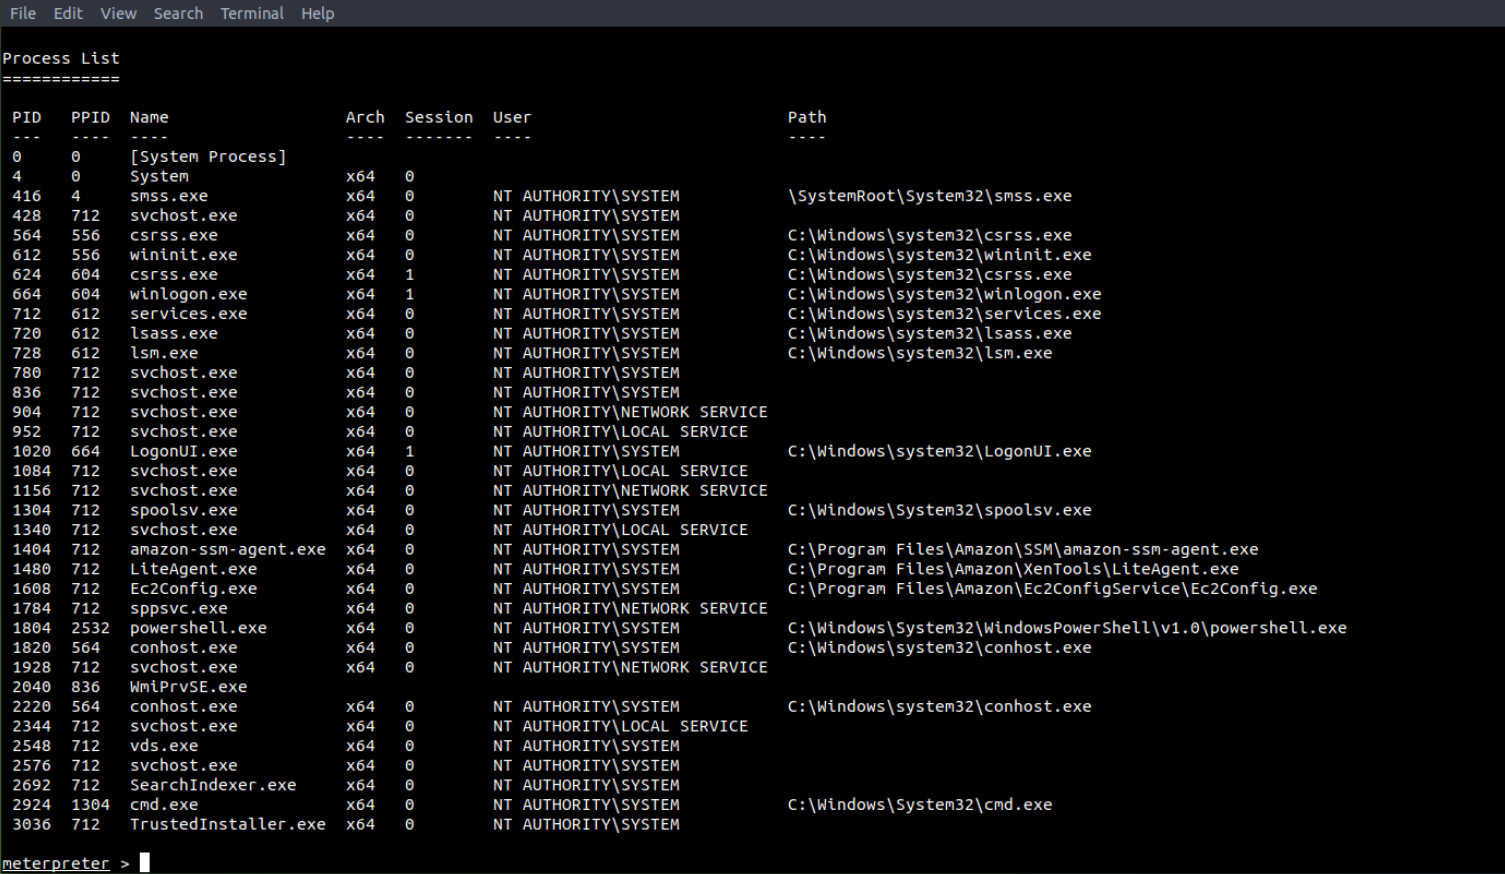 File Edit View Search Terminal Help
Process List
============
PID PPID Name Arch Session User Path
--- ---- ---- ---- ------- ---- ----
0 0 [System Process]
4 0 System x64 0
416 4 smss.exe x64 0 NT AUTHORITY\SYSTEM \SystemRoot\System32\smss.exe
428 712 svchost.exe x64 0 NT AUTHORITY\SYSTEM
564 556 csrss.exe x64 0 NT AUTHORITY\SYSTEM C:\Windows\system32\csrss.exe
612 556 wininit.exe x64 0 NT AUTHORITY\SYSTEM C:\Windows\system32\wininit.exe
624 604 csrss.exe x64 1 NT AUTHORITY\SYSTEM C:\Windows\system32\csrss.exe
664 604 winlogon.exe x64 1 NT AUTHORITY\SYSTEM C:\Windows\system32\winlogon.exe
712 612 services.exe x64 0 NT AUTHORITY\SYSTEM C:\Windows\system32\services.exe
720 612 lsass.exe x64 0 NT AUTHORITY\SYSTEM C:\Windows\system32\lsass.exe
728 612 lsm.exe x64 0 NT AUTHORITY\SYSTEM C:\Windows\system32\lsm.exe
780 712 svchost.exe x64 0 NT AUTHORITY\SYSTEM
836 712 svchost.exe x64 0 NT AUTHORITY\SYSTEM
904 712 svchost.exe x64 0 NT AUTHORITY\NETWORK SERVICE
952 712 svchost.exe x64 0 NT AUTHORITY\LOCAL SERVICE
1020 664 LogonUI.exe x64 1 NT AUTHORITY\SYSTEM C:\Windows\system32\LogonUI.exe
1084 712 svchost.exe x64 0 NT AUTHORITY\LOCAL SERVICE
1156 712 svchost.exe x64 0 NT AUTHORITY\NETWORK SERVICE
1304 712 spoolsv.exe x64 0 NT AUTHORITY\SYSTEM C:\Windows\System32\spoolsv.exe
1340 712 svchost.exe x64 0 NT AUTHORITY\LOCAL SERVICE
1404 712 amazon-ssm-agent.exe x64 0 NT AUTHORITY\SYSTEM C:\Program Files\Amazon\SSM\amazon-ssm-agent.exe
1480 712 LiteAgent.exe x64 0 NT AUTHORITY\SYSTEM C:\Program Files\Amazon\XenTools\LiteAgent.exe
1608 712 Ec2Config.exe x64 0 NT AUTHORITY\SYSTEM C:\Program Files\Amazon\Ec2ConfigService\Ec2Config.exe
1784 712 sppsvc.exe x64 0 NT AUTHORITY\NETWORK SERVICE
1804 2532 powershell.exe x64 0 NT AUTHORITY\SYSTEM C:\Windows\System32\WindowsPowerShell\v1.0\powershell.exe
1820 564 conhost.exe x64 0 NT AUTHORITY\SYSTEM C:\Windows\system32\conhost.exe
1928 712 svchost.exe x64 0 NT AUTHORITY\NETWORK SERVICE
2040 836 WmiPrvSE.exe
2220 564 conhost.exe x64 0 NT AUTHORITY\SYSTEM C:\Windows\system32\conhost.exe
2344 712 svchost.exe x64 0 NT AUTHORITY\LOCAL SERVICE
2548 712 vds.exe x64 0 NT AUTHORITY\SYSTEM
2576 712 svchost.exe x64 0 NT AUTHORITY\SYSTEM
2692 712 SearchIndexer.exe x64 0 NT AUTHORITY\SYSTEM
2924 1304 cmd.exe x64 0 NT AUTHORITY\SYSTEM C:\Windows\System32\cmd.exe
3036 712 TrustedInstaller.exe x64 0 NT AUTHORITY\SYSTEM
meterpreter >